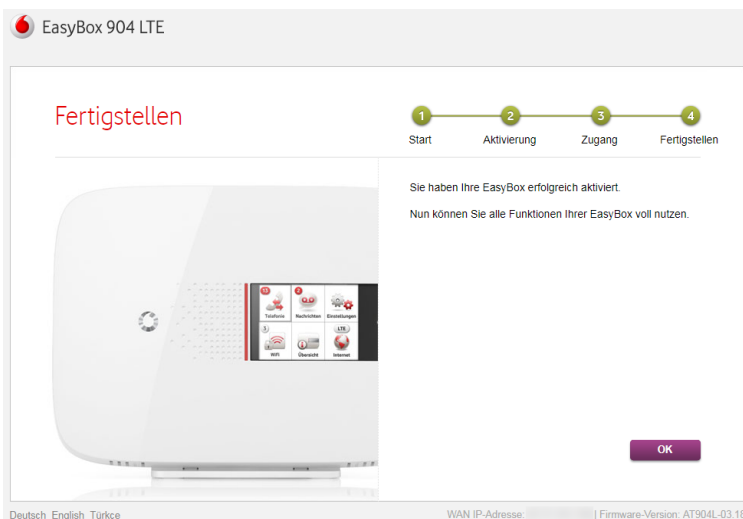 EasyBox 904 LTE
Fertigstellen
1 2 3 4
Start Aktivierung Zugang Fertigstellen
Sie haben Ihre EasyBox erfolgreich aktiviert.
Nun können Sie alle Funktionen Ihrer EasyBox voll nutzen.
Telefonie Nachrichten Einstellungen
LTE
WiFi Übersicht Internet
OK
Deutsch English Türkçe WAN IP-Adresse: | Firmware-Version: AT904L-03.18